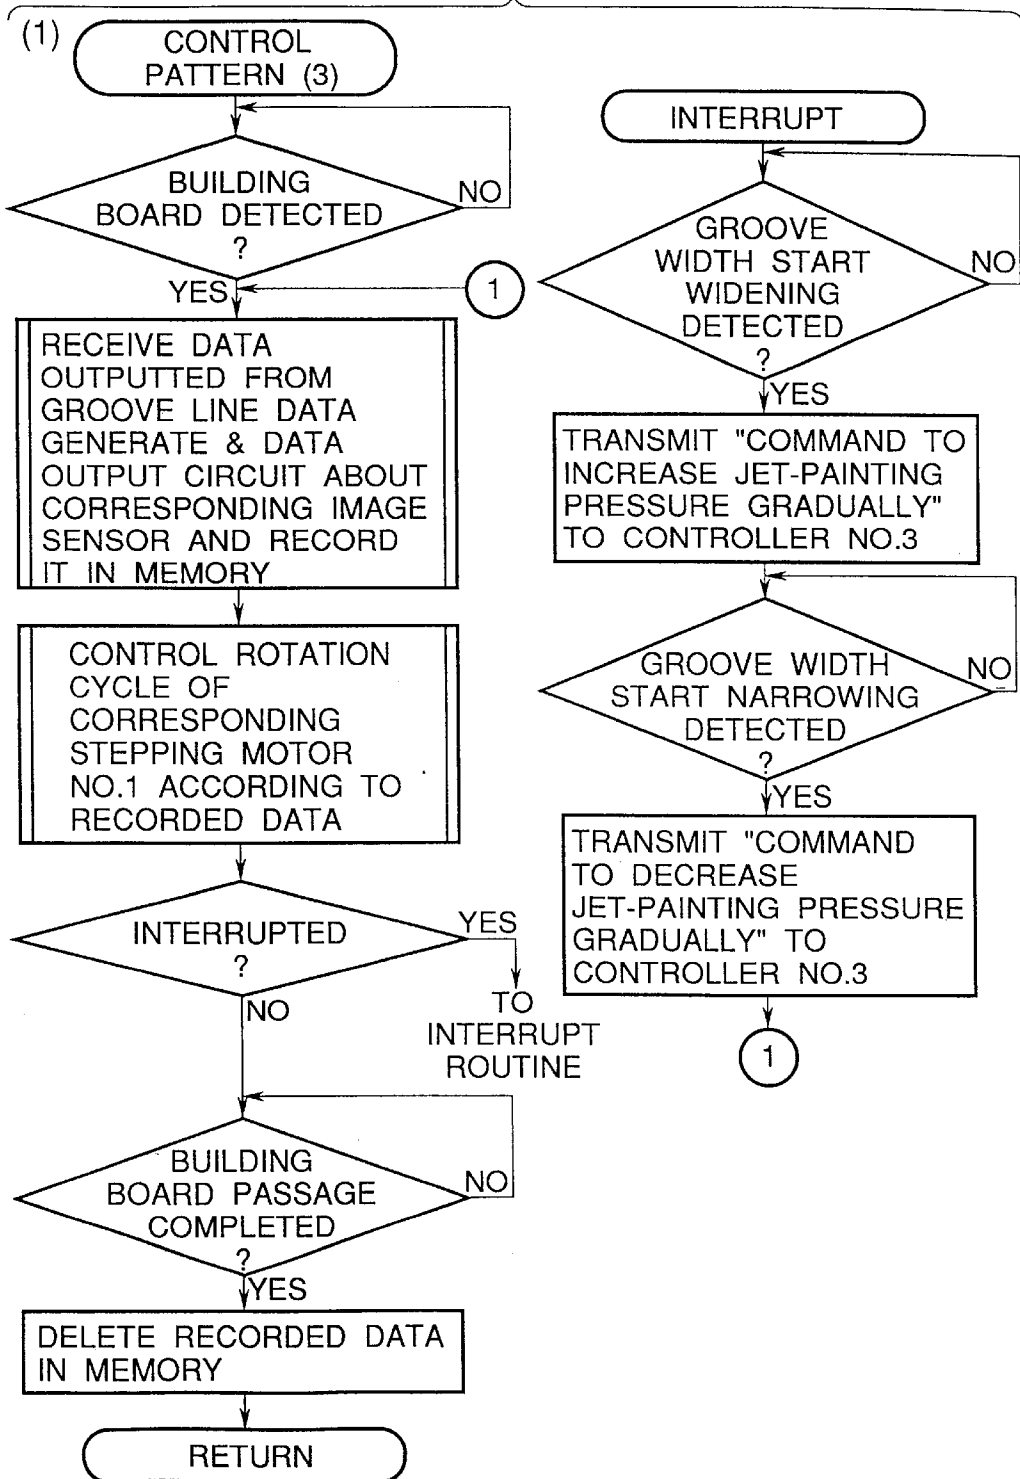 (1)
CONTROL
PATTERN (3)
BUILDING
BOARD DETECTED
?
NO
YES
1
RECEIVE DATA
OUTPUTTED FROM
GROOVE LINE DATA
GENERATE & DATA
OUTPUT CIRCUIT ABOUT
CORRESPONDING IMAGE
SENSOR AND RECORD
IT IN MEMORY
CONTROL ROTATION
CYCLE OF
CORRESPONDING
STEPPING MOTOR
NO.1 ACCORDING TO
RECORDED DATA
INTERRUPTED
?
YES
TO
INTERRUPT
ROUTINE
NO
BUILDING
BOARD PASSAGE
COMPLETED
?
NO
YES
DELETE RECORDED DATA
IN MEMORY
RETURN
INTERRUPT
GROOVE
WIDTH START
WIDENING
DETECTED
?
NO
YES
TRANSMIT "COMMAND TO
INCREASE JET-PAINTING
PRESSURE GRADUALLY"
TO CONTROLLER NO.3
GROOVE WIDTH
START NARROWING
DETECTED
?
NO
YES
TRANSMIT "COMMAND
TO DECREASE
JET-PAINTING PRESSURE
GRADUALLY" TO
CONTROLLER NO.3
1